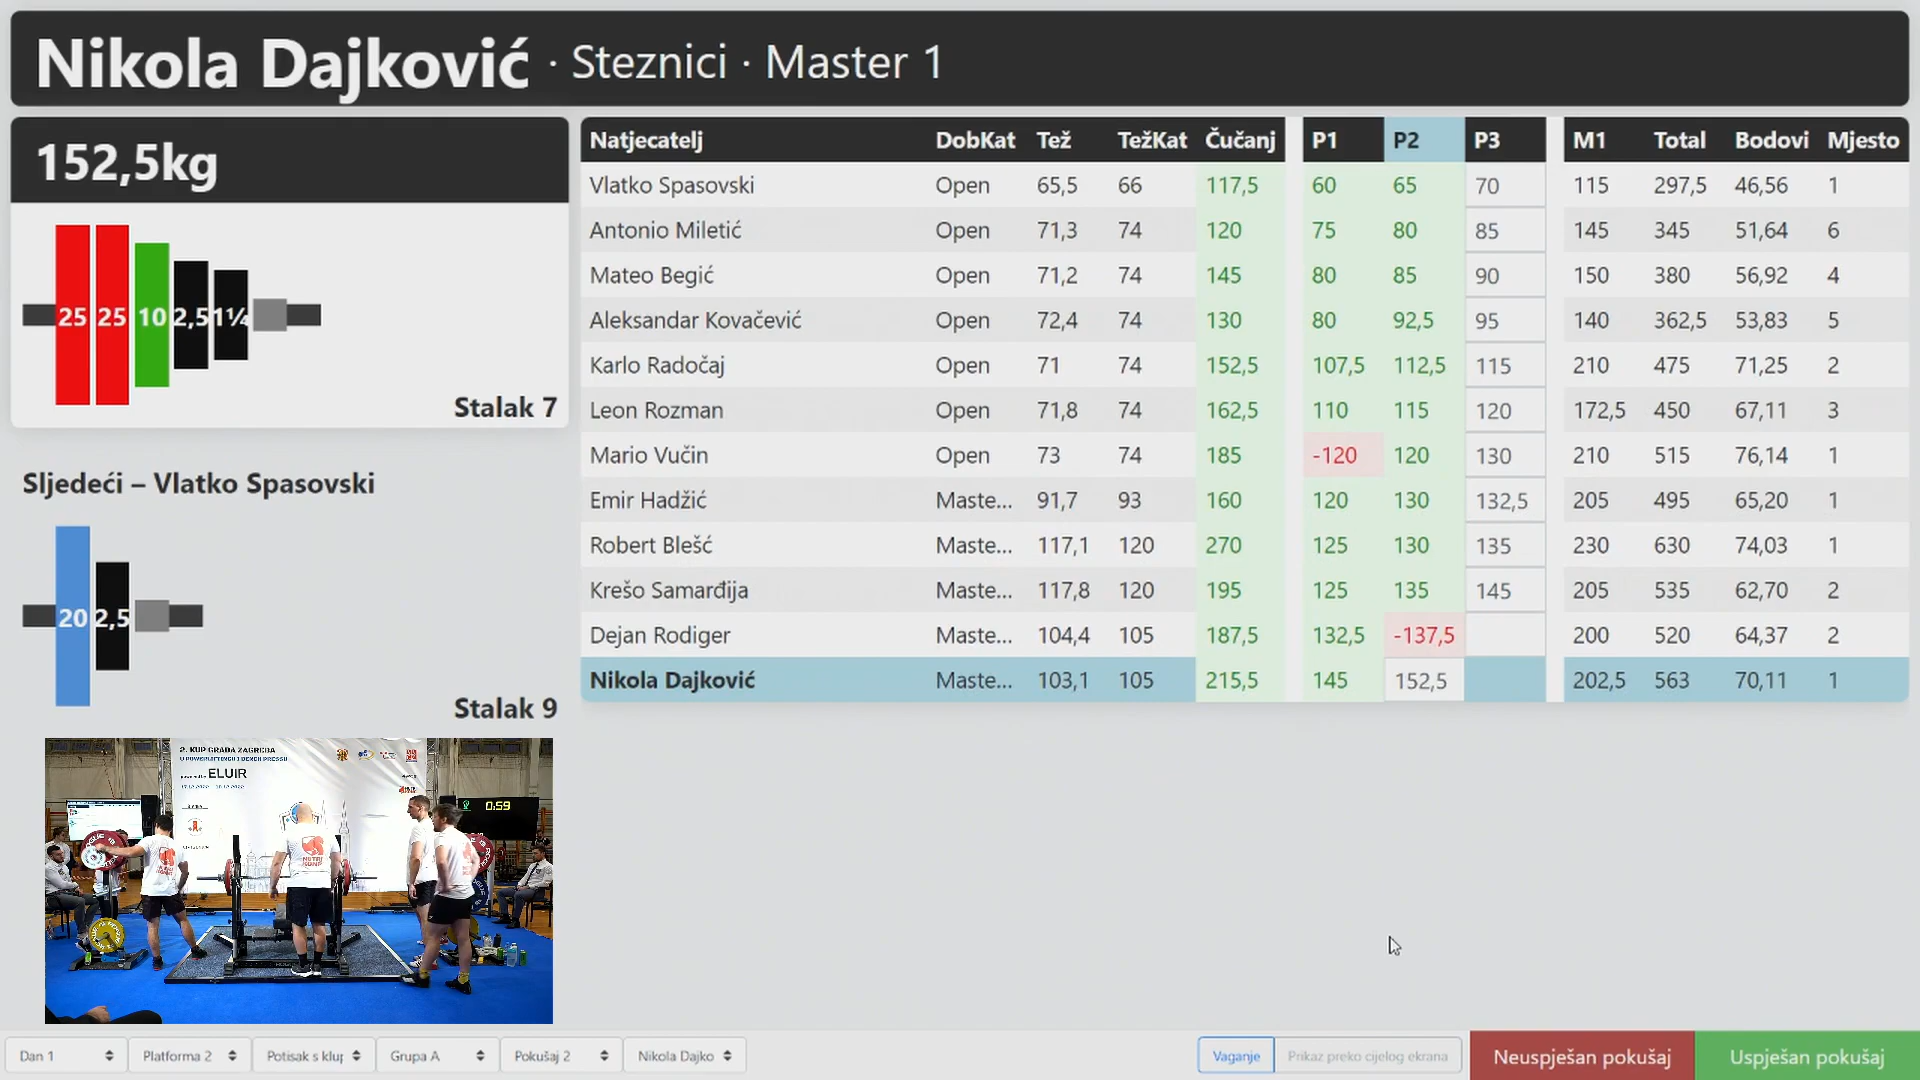 Nikola Dajković · Steznici · Master 1
152,5kg
25 25 10 2,5 1¼
Stalak 7
Sljedeći – Vlatko Spasovski
20 2,5
Stalak 9
Natjecatelj DobKat Tež TežKat Čučanj P1 P2 P3 M1 Total Bodovi Mjesto
Vlatko Spasovski Open 65,5 66 117,5 60 65 70 115 297,5 46,56 1
Antonio Miletić Open 71,3 74 120 75 80 85 145 345 51,64 6
Mateo Begić Open 71,2 74 145 80 85 90 150 380 56,92 4
Aleksandar Kovačević Open 72,4 74 130 80 92,5 95 140 362,5 53,83 5
Karlo Radočaj Open 71 74 152,5 107,5 112,5 115 210 475 71,25 2
Leon Rozman Open 71,8 74 162,5 110 115 120 172,5 450 67,11 3
Mario Vučin Open 73 74 185 -120 120 130 210 515 76,14 1
Emir Hadžić Maste... 91,7 93 160 120 130 132,5 205 495 65,20 1
Robert Blešć Maste... 117,1 120 270 125 130 135 230 630 74,03 1
Krešo Samarđija Maste... 117,8 120 195 125 135 145 205 535 62,70 2
Dejan Rodiger Maste... 104,4 105 187,5 132,5 -137,5 200 520 64,37 2
Nikola Dajković Maste... 103,1 105 215,5 145 152,5 202,5 563 70,11 1
2. KUP GRADA ZAGREBA
U POWERLIFTINGU I BENCH PRESSU
ELUIR
0:59
Dan 1 Platforma 2 Potisak s klup Grupa A Pokušaj 2 Nikola Dajko Vaganje Prikaz preko cijelog ekrana Neuspješan pokušaj Uspješan pokušaj